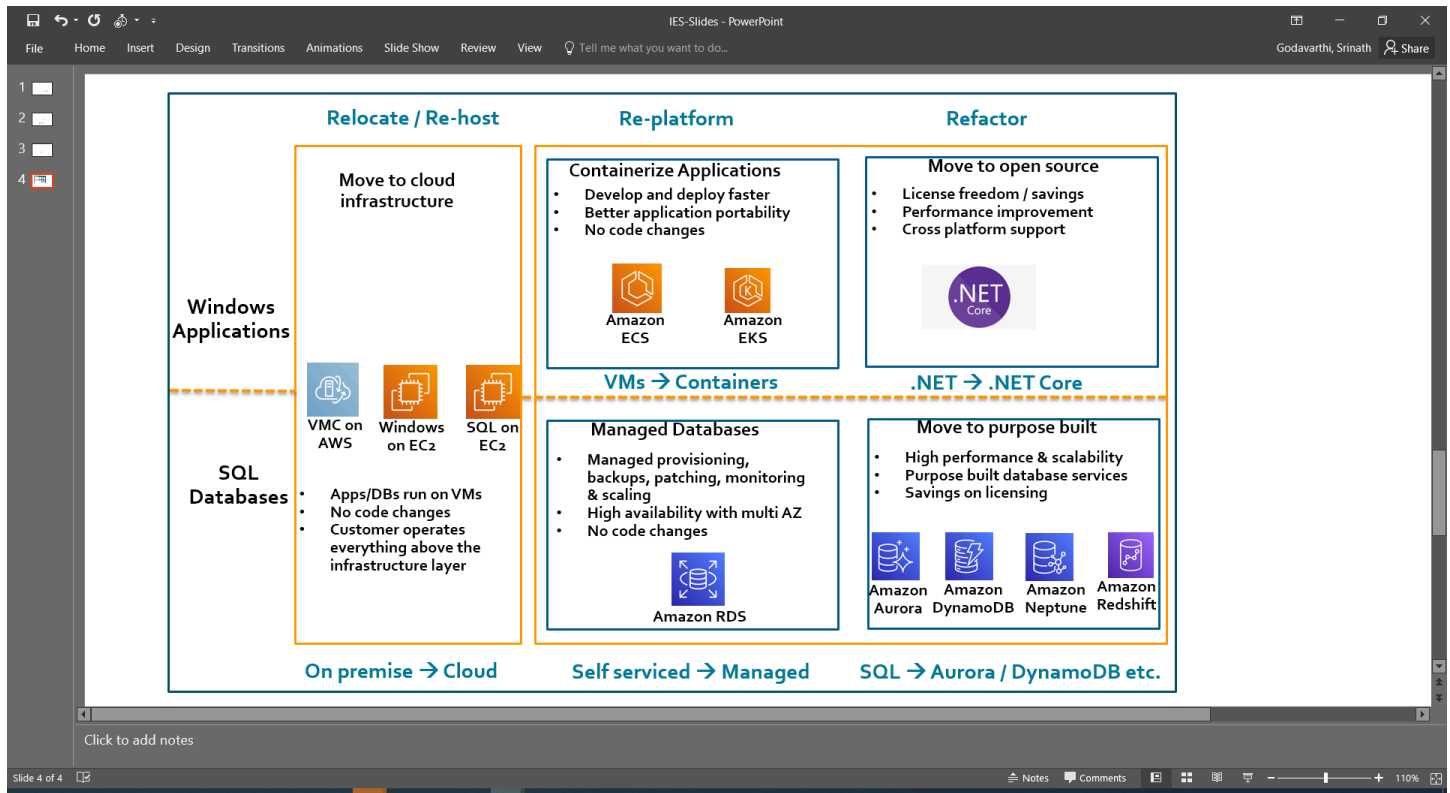 IES-Slides - PowerPoint
File Home Insert Design Transitions Animations Slide Show Review View Tell me what you want to do... Godavarthi, Srinath Share
1
2
3
4
Relocate / Re-host
Re-platform
Refactor
Windows
Applications
SQL
Databases
Move to cloud
infrastructure
VMC on
AWS
Windows
on EC2
SQL on
EC2
• Apps/DBs run on VMs
• No code changes
• Customer operates
everything above the
infrastructure layer
On premise → Cloud
Containerize Applications
• Develop and deploy faster
• Better application portability
• No code changes
K
Amazon
ECS
Amazon
EKS
VMs → Containers
Managed Databases
• Managed provisioning,
backups, patching, monitoring
& scaling
• High availability with multi AZ
• No code changes
Amazon RDS
Self serviced → Managed
Move to open source
• License freedom / savings
• Performance improvement
• Cross platform support
.NET
Core
.NET → .NET Core
Move to purpose built
• High performance & scalability
• Purpose built database services
• Savings on licensing
Amazon
Aurora
Amazon
DynamoDB
Amazon
Neptune
Amazon
Redshift
SQL → Aurora / DynamoDB etc.
Click to add notes
Slide 4 of 4 Notes Comments 110%